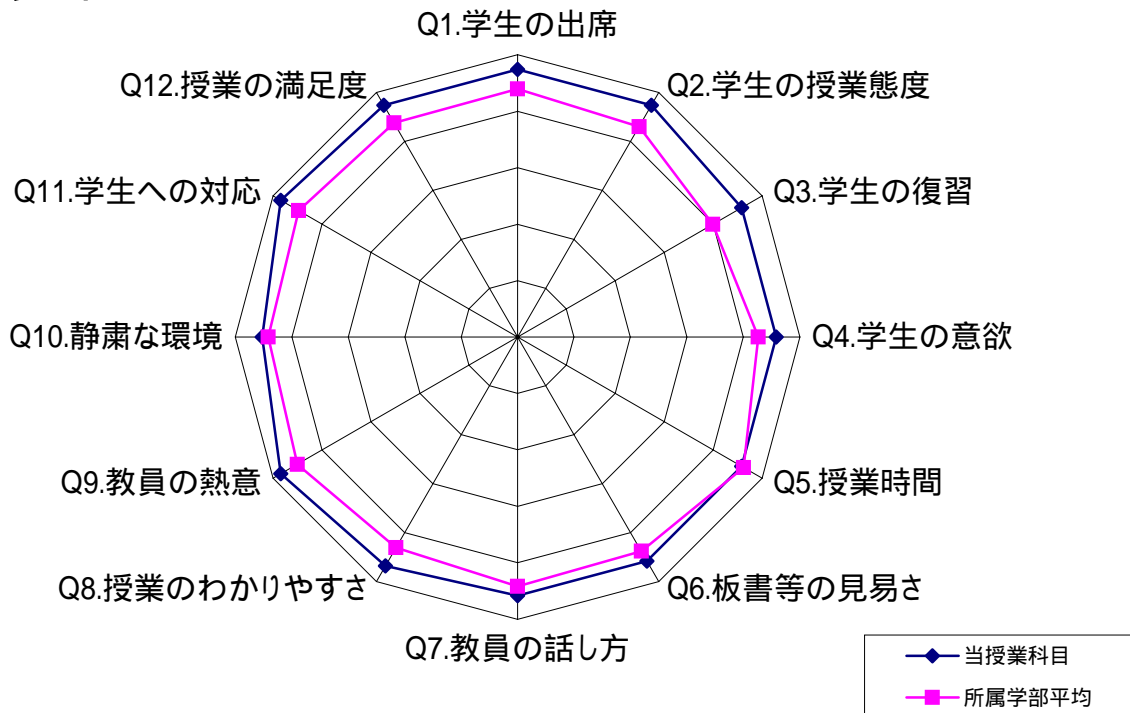 Q1.学生の出席
Q2.学生の授業態度
Q3.学生の復習
Q4.学生の意欲
Q5.授業時間
Q6.板書等の見易さ
Q7.教員の話し方
Q8.授業のわかりやすさ
Q9.教員の熱意
Q10.静粛な環境
Q11.学生への対応
Q12.授業の満足度
当授業科目
所属学部平均